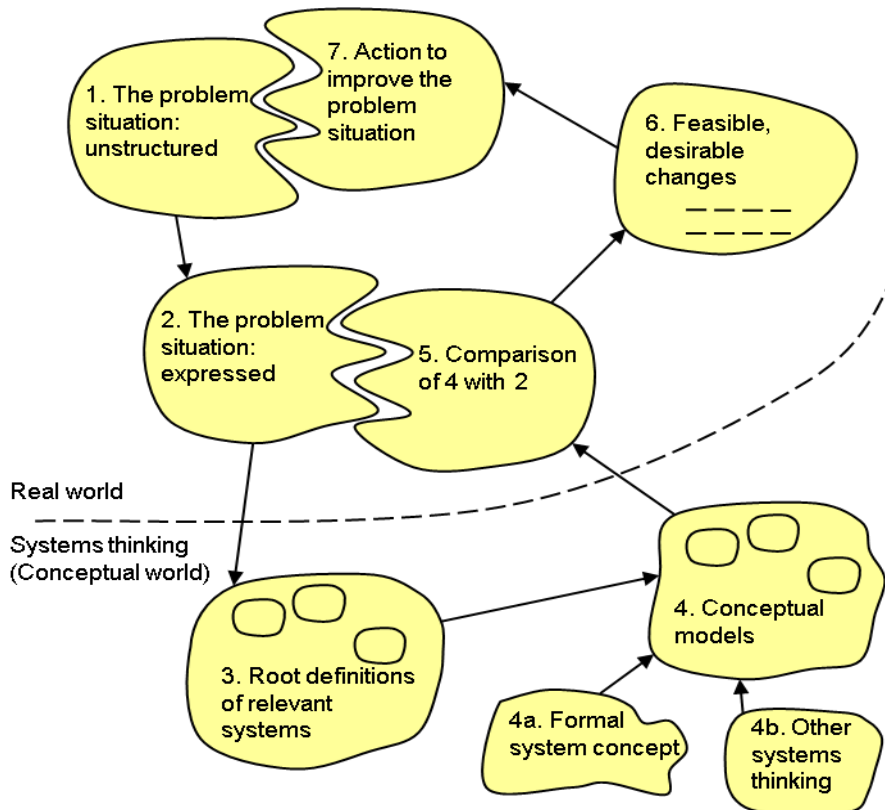 1. The problem
situation:
unstructured
7. Action to
improve the
problem
situation
6. Feasible,
desirable
changes
2. The problem
situation:
expressed
5. Comparison
of 4 with 2
Real world
Systems thinking
(Conceptual world)
3. Root definitions
of relevant
systems
4. Conceptual
models
4a. Formal
system concept
4b. Other
systems
thinking